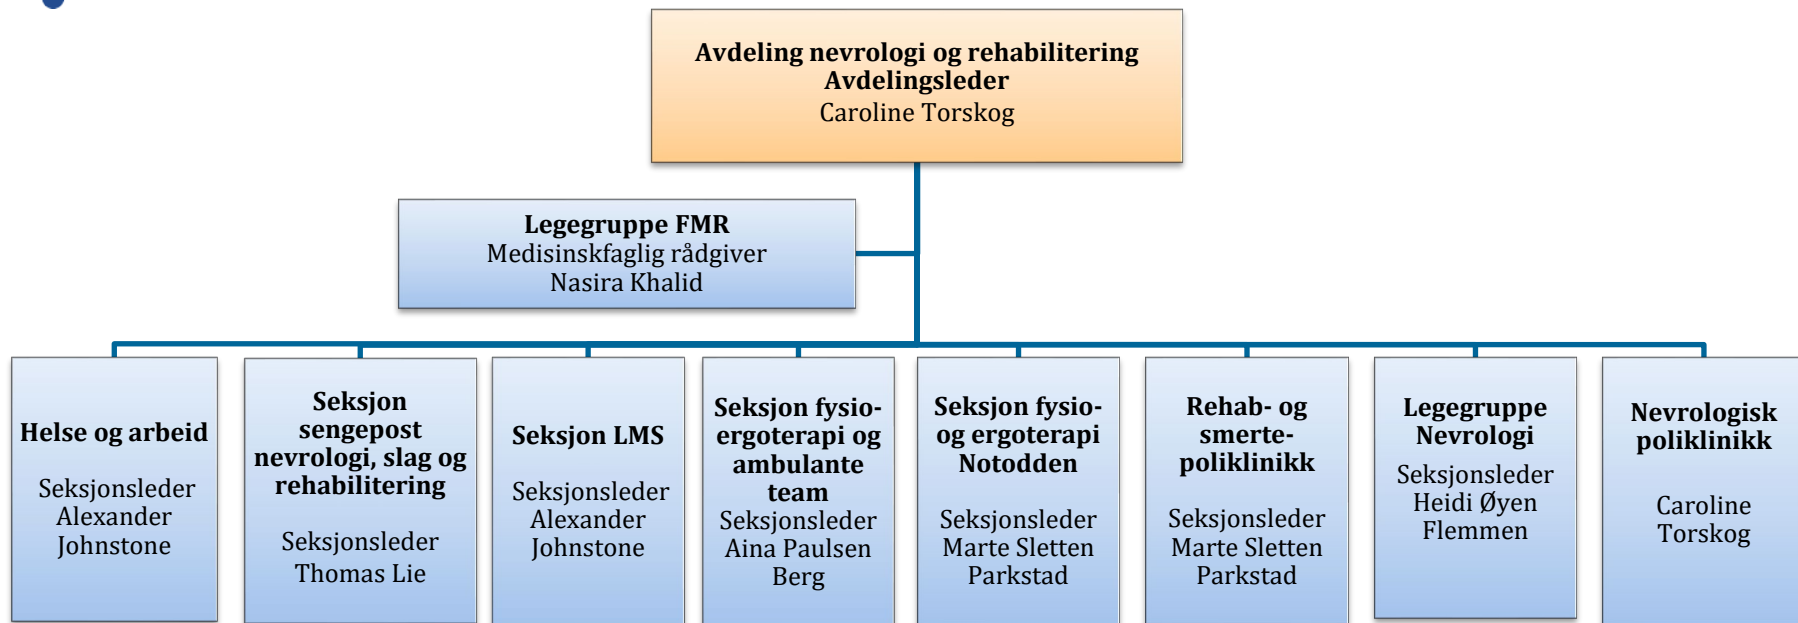 Avdeling nevrologi og rehabilitering
Avdelingsleder
Caroline Torskog
Legegruppe FMR
Medisinskfaglig rådgiver
Nasira Khalid
Helse og arbeid
Seksjonsleder
Alexander
Johnstone
Seksjon
sengepost
nevrologi, slag og
rehabilitering
Seksjonsleder
Thomas Lie
Seksjon LMS
Seksjonsleder
Alexander
Johnstone
Seksjon fysio-
ergoterapi og
ambulante
team
Seksjonsleder
Aina Paulsen
Berg
Seksjon fysio-
og ergoterapi
Notodden
Seksjonsleder
Marte Sletten
Parkstad
Rehab- og
smerte-
poliklinikk
Seksjonsleder
Marte Sletten
Parkstad
Legegruppe
Nevrologi
Seksjonsleder
Heidi Øyen
Flemmen
Nevrologisk
poliklinikk
Caroline
Torskog